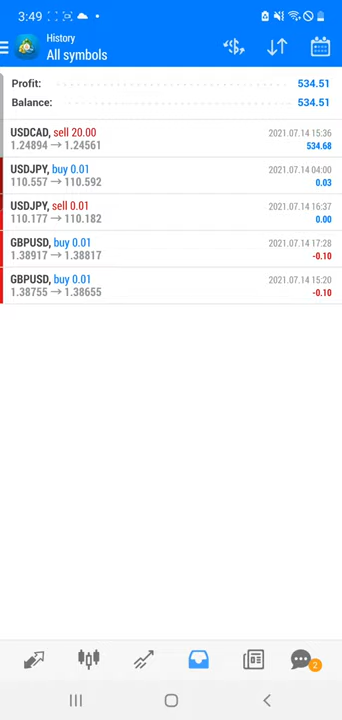 3:49
History
All symbols
Profit: 534.51
Balance: 534.51
USDCAD, sell 20.00 2021.07.14 15:36
1.24894 → 1.24561 534.68
USDJPY, buy 0.01 2021.07.14 04:00
110.557 → 110.592 0.03
USDJPY, sell 0.01 2021.07.14 16:37
110.177 → 110.182 0.00
GBPUSD, buy 0.01 2021.07.14 17:28
1.38917 → 1.38817 -0.10
GBPUSD, buy 0.01 2021.07.14 15:20
1.38755 → 1.38655 -0.10
2